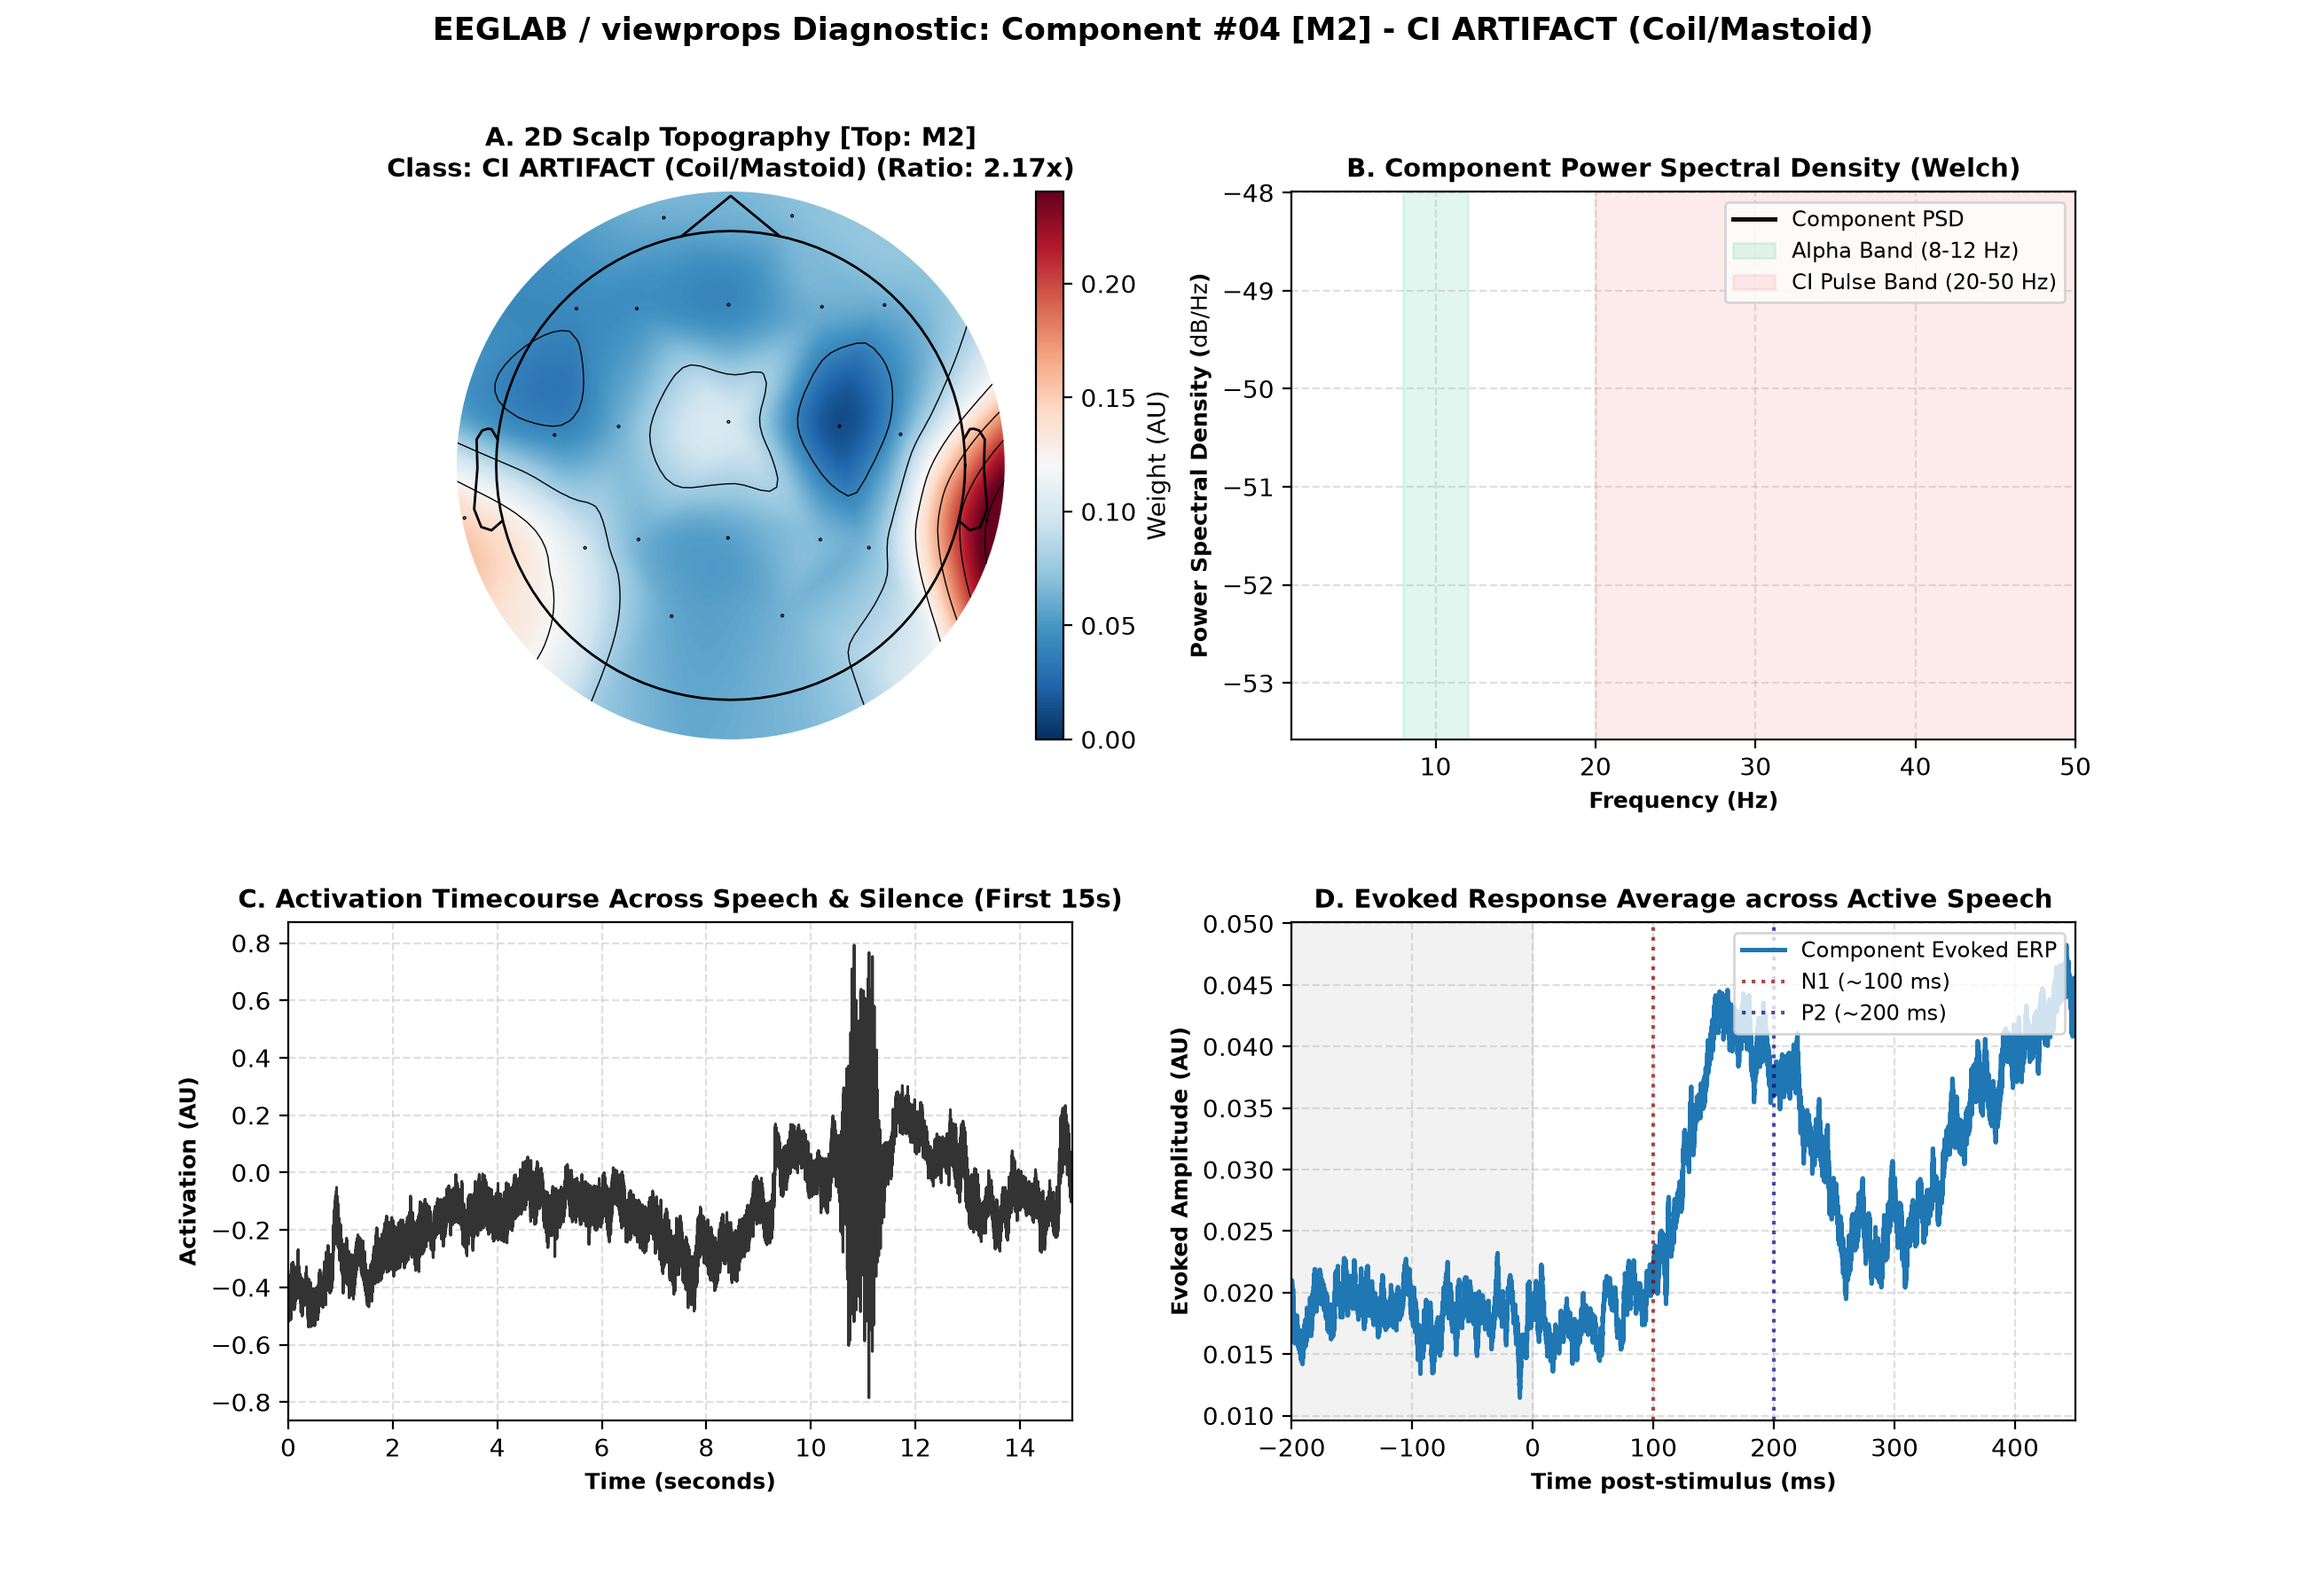 EEGLAB / viewprops Diagnostic: Component #04 [M2] - CI ARTIFACT (Coil/Mastoid)
A. 2D Scalp Topography [Top: M2]
Class: CI ARTIFACT (Coil/Mastoid) (Ratio: 2.17x)
0.20
0.15
0.10
0.05
0.00
Weight (AU)
B. Component Power Spectral Density (Welch)
Component PSD
Alpha Band (8-12 Hz)
CI Pulse Band (20-50 Hz)
−48
−49
−50
−51
−52
−53
Power Spectral Density (dB/Hz)
10 20 30 40 50
Frequency (Hz)
C. Activation Timecourse Across Speech & Silence (First 15s)
0.8
0.6
0.4
0.2
0.0
−0.2
−0.4
−0.6
−0.8
Activation (AU)
0 2 4 6 8 10 12 14
Time (seconds)
D. Evoked Response Average across Active Speech
Component Evoked ERP
N1 (~100 ms)
P2 (~200 ms)
0.050
0.045
0.040
0.035
0.030
0.025
0.020
0.015
0.010
Evoked Amplitude (AU)
−200 −100 0 100 200 300 400
Time post-stimulus (ms)